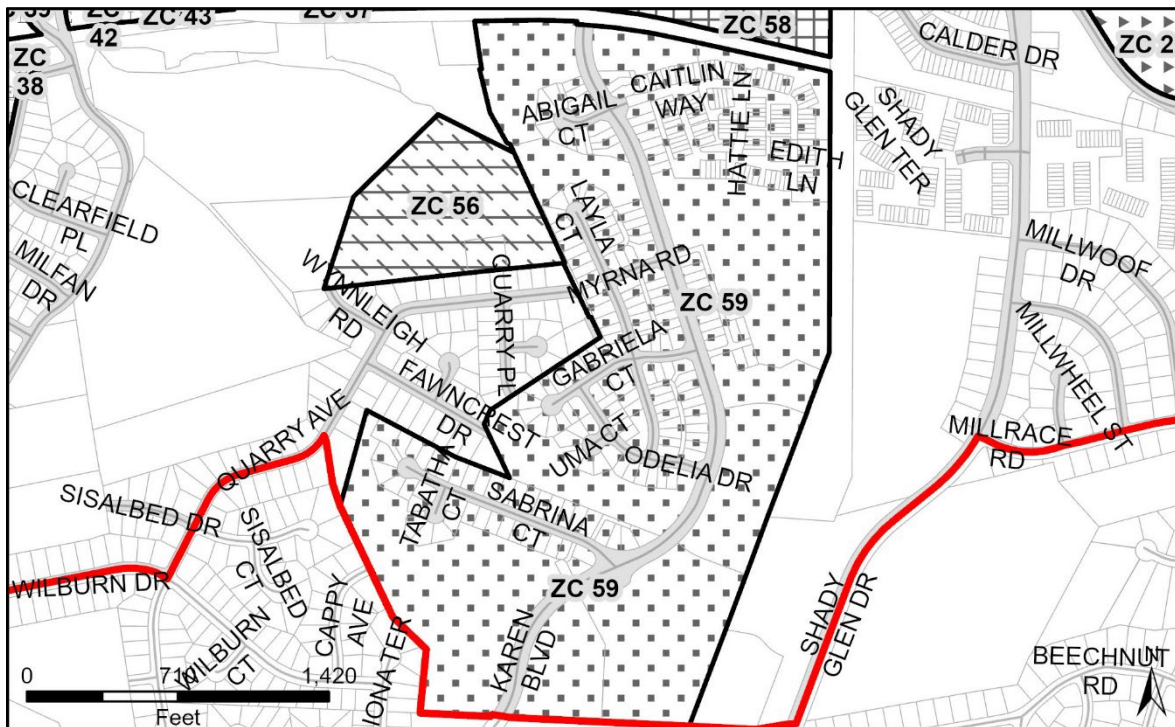 ZC 43
42
ZC 58
ZC
38
ZC 2
CALDER DR
CAITLIN
WAY
ABIGAIL
CT
HATTIE LN
EDITH
LN
SHADY
GLEN TER
CLEARFIELD
PL
MILFAN
DR
ZC 56
LAYLA
CT
MYRNA RD
ZC 59
WYNNLEIGH
RD
QUARRY PL
GABRIELA
CT
FAWNCREST
DR
MILLWOOF
DR
MILLWHEEL ST
MILLRACE
RD
QUARRY AVE
UMA CT
ODELIA DR
SISALBED DR
SISALBED
CT
TABATHA
CT
SABRINA
CT
WILBURN DR
WILBURN
CT
CAPPY
AVE
IONA TER
ZC 59
KAREN
BLVD
SHADY
GLEN DR
BEECHNUT
RD
N
0 710 1,420
Feet